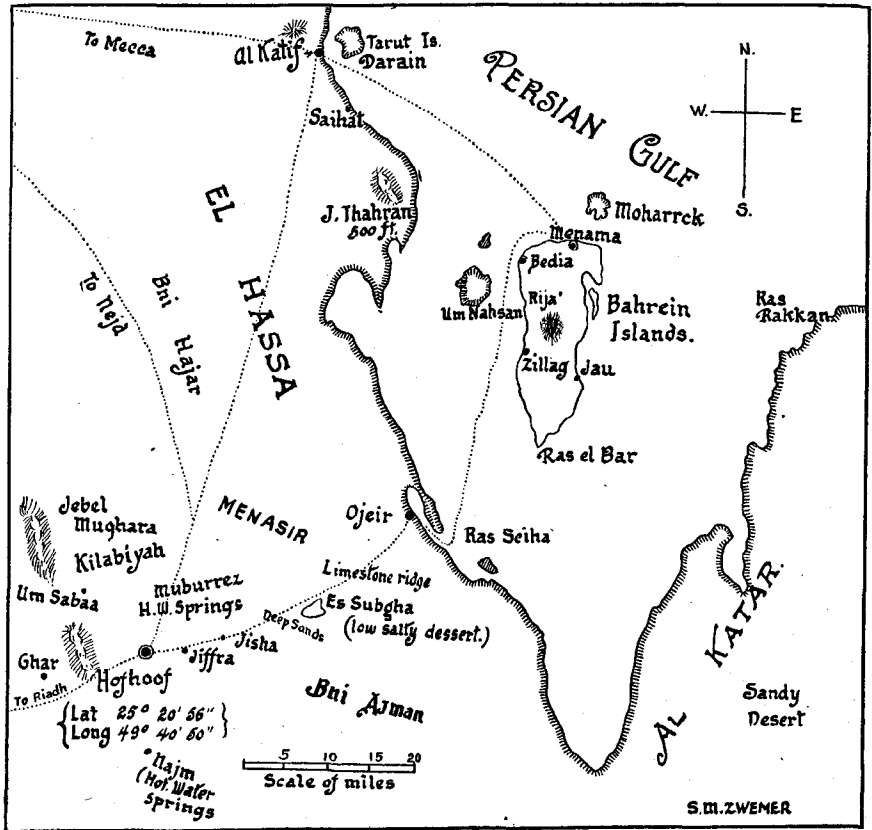 To Mecca
Al Katif
Tarut Is.
Darain
PERSIAN GULF
N.
W.
E
S.
Saihat
EL HASSA
J. Thahran
500 ft.
Moharrck
Menama
Bedia
Um Nahsan
Rija'
Bahrein
Islands.
Ras
Rakkan
To Nejd
Bni Hajar
Zillag
Jau
Ras el Bar
Jebel
Mughara
Kilabiyah
MENASIR
Ojeir
Ras Seiha
Um Sabaa
Muburrez
H.W. Springs
Limestone ridge
Deep Sands
Es Subgha
(low salty dessert.)
Jisha
Jiffra
Ghar
Hofhoof
To Riadh
Bni Ajman
AL KATAR.
Sandy
Desert
Lat 25° 20' 56"
Long 49° 40' 50"
Najm
(Hot Water
Springs
5 10 15 20
Scale of miles
S.M.ZWEMER